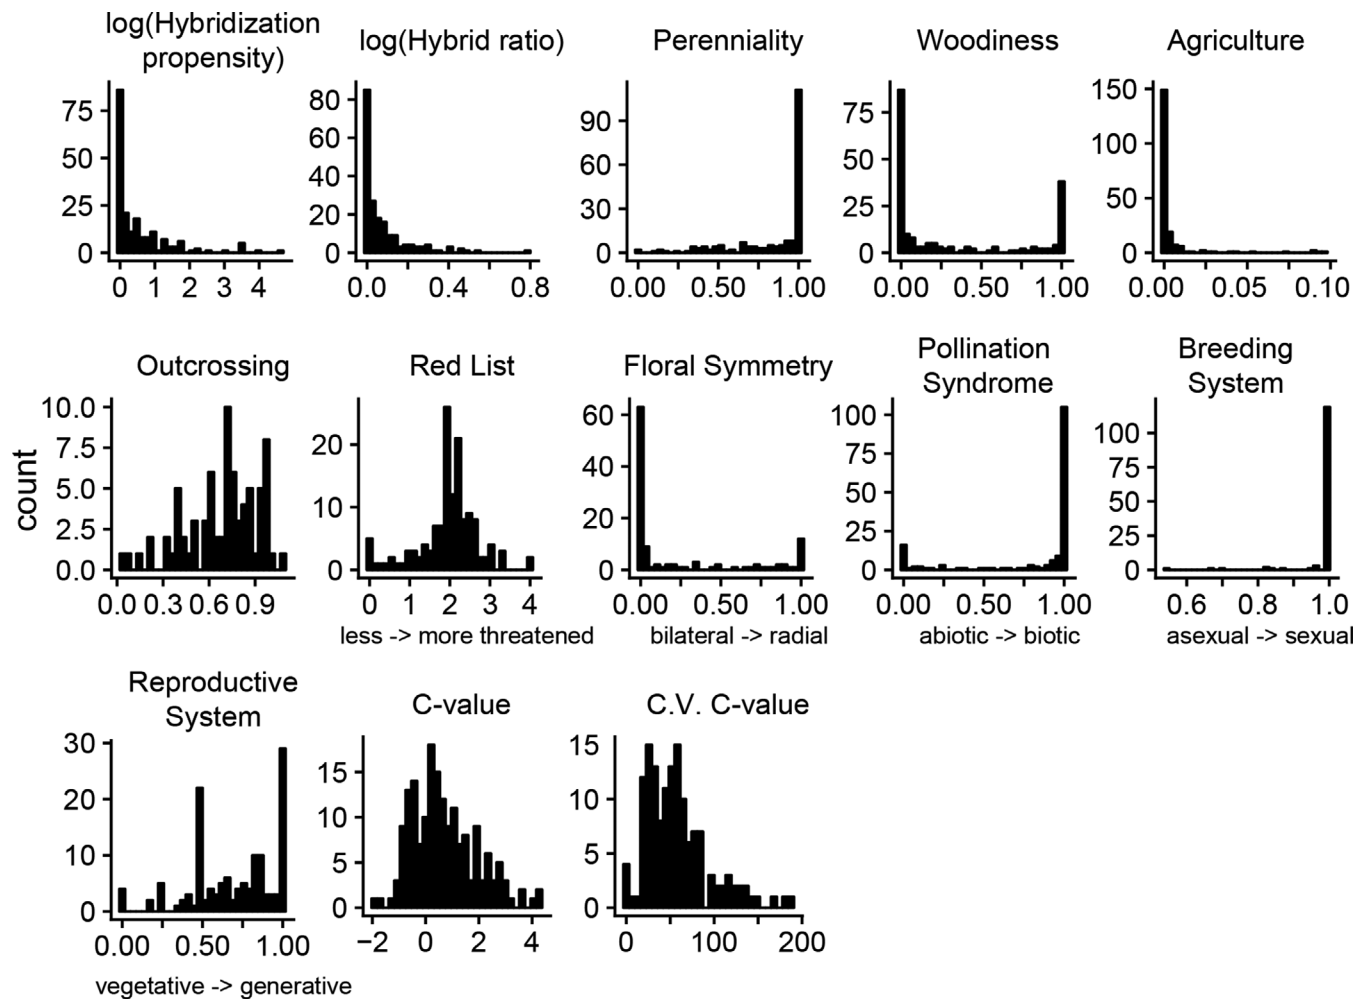 log(Hybridization
propensity)
log(Hybrid ratio)
Perenniality
Woodiness
Agriculture
75
50
25
0
0 1 2 3 4
80
60
40
20
0
0.0 0.4 0.8
90
60
30
0
0.00 0.50 1.00
75
50
25
0
0.00 1.00
150
100
50
0
0.00 0.05 0.10
count
Outcrossing
10.0
7.5
5.0
2.5
0.0
0.0 0.3 0.6 0.9
Red List
20
10
0
0 1 2 3 4
less -> more threatened
Floral Symmetry
60
40
20
0
0.00 0.50 1.00
bilateral -> radial
Pollination
Syndrome
100
75
50
25
0
0.00 0.50 1.00
abiotic -> biotic
Breeding
System
100
75
50
25
0
0.6 0.8 1.0
asexual -> sexual
Reproductive
System
30
20
10
0
0.00 0.50 1.00
vegetative -> generative
C-value
15
10
5
0
−2 0 2 4
C.V. C-value
15
10
5
0
0 100 200